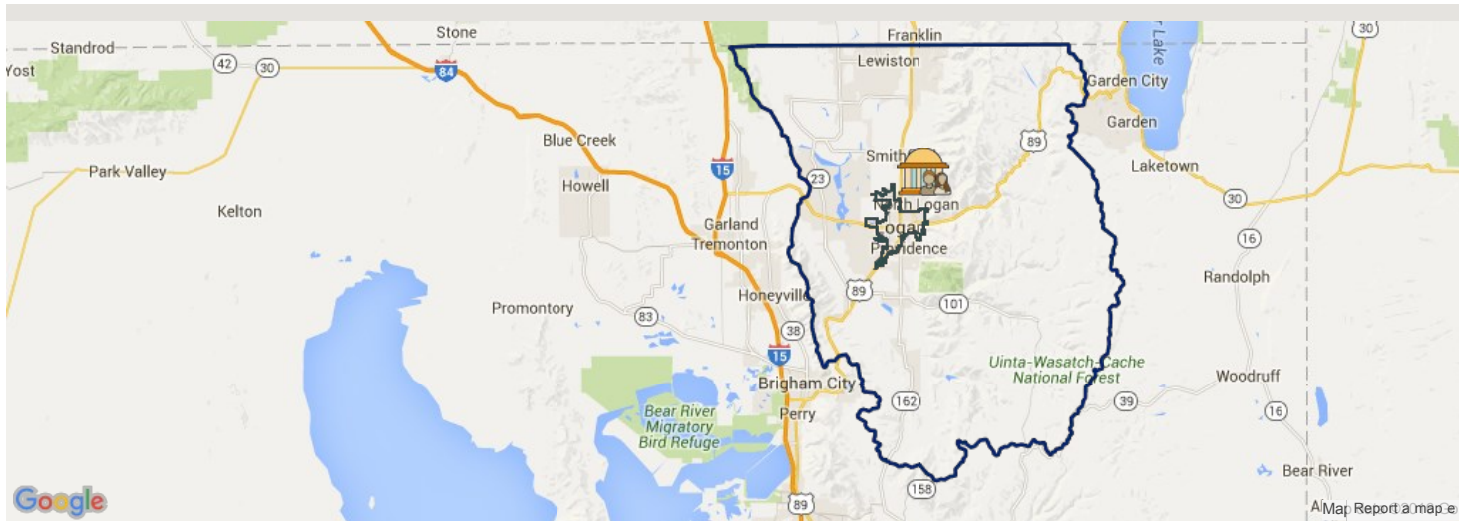 Stone
Franklin
Standrod
42
30
Yost
84
Lewiston
Lake
30
Garden City
Blue Creek
Garden
89
Smith
15
Park Valley
Howell
23
Laketown
30
Kelton
North Logan
Garland
Logan
Tremonton
Providence
16
Randolph
Honeyville
89
101
Promontory
83
38
15
Uinta-Wasatch-Cache
National Forest
Woodruff
Brigham City
162
39
16
Bear River
Migratory
Bird Refuge
Perry
Bear River
158
89
Google
Map
Report a map e